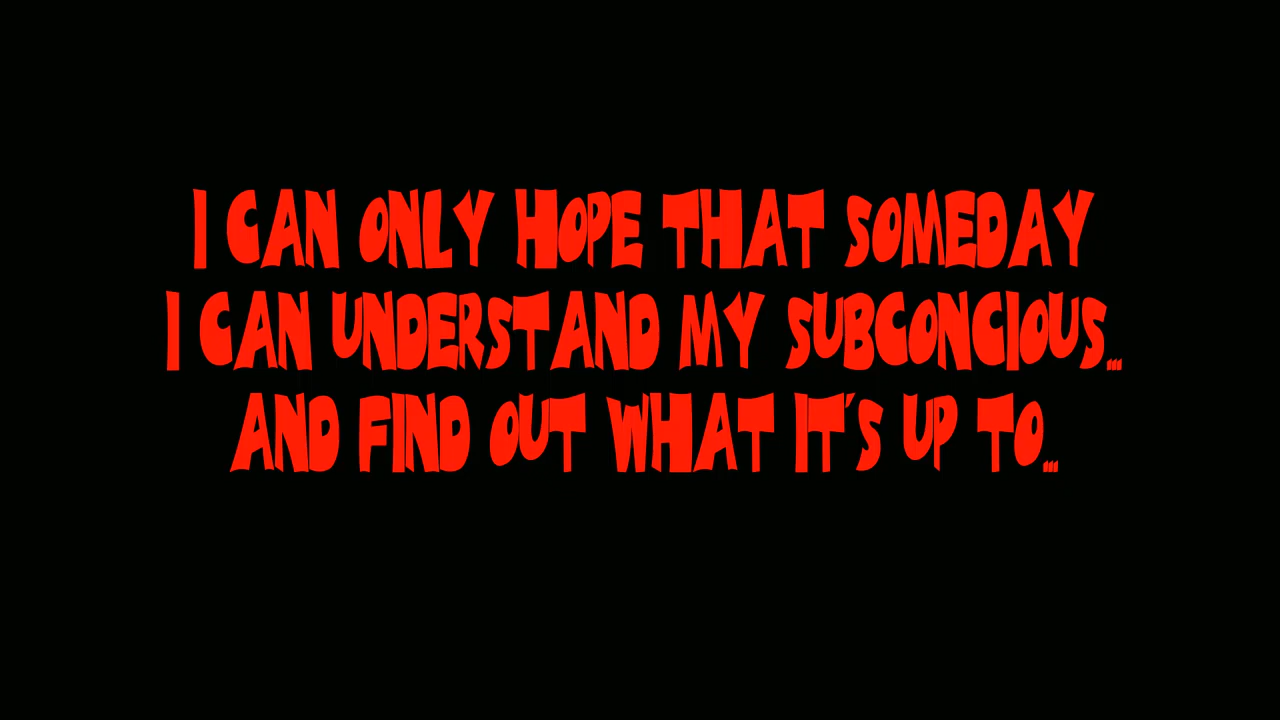 I CAN ONLY HOPE THAT SOMEDAY
I CAN UNDERSTAND MY SUBCONCIOUS...
AND FIND OUT WHAT IT'S UP TO...